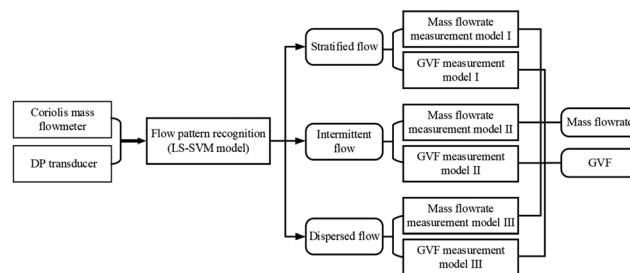 Coriolis mass
flowmeter
DP transducer
Flow pattern recognition
(LS-SVM model)
Stratified flow
Intermittent
flow
Dispersed flow
Mass flowrate
measurement model I
GVF measurement
model I
Mass flowrate
measurement model II
GVF measurement
model II
Mass flowrate
measurement model III
GVF measurement
model III
Mass flowrate
GVF